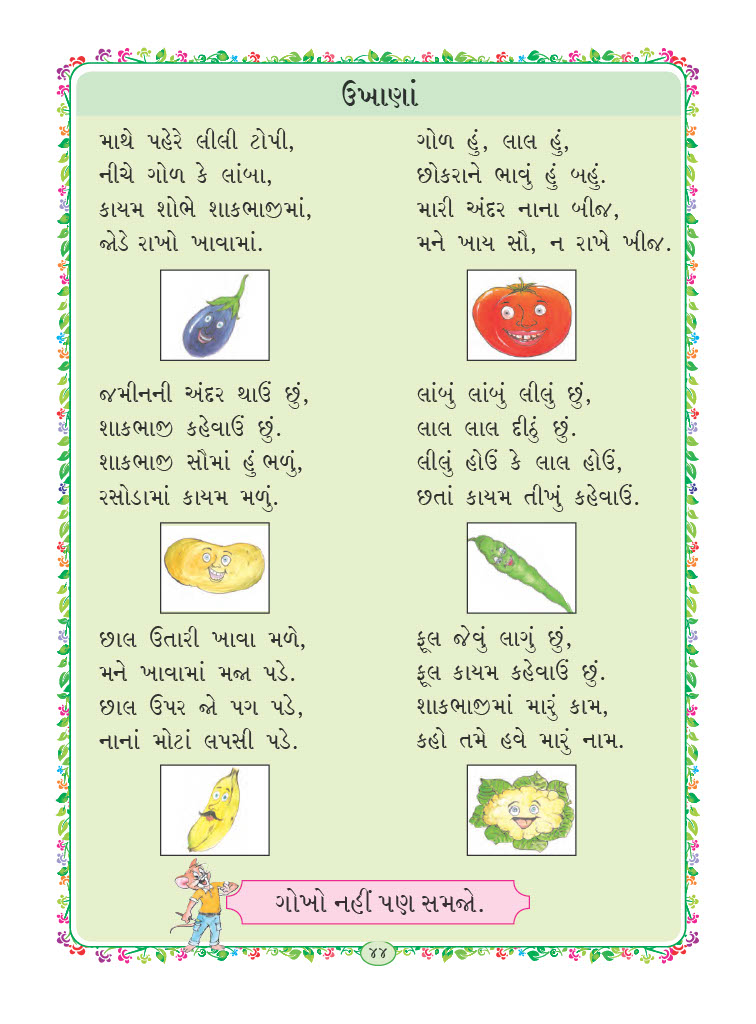 ઉખાણાં
માથે પહેરે લીલી ટોપી,
નીચે ગોળ કે લાંબા,
કાયમ શોભે શાકભાજીમાં,
જોડે રાખો ખાવામાં.
ગોળ હું, લાલ હું,
છોકરાને ભાવું હું બહું.
મારી અંદર નાના બીજ,
મને ખાય સૌ, ન રાખે ખીજ.
જમીનની અંદર થાઉં છું,
શાકભાજી કહેવાઉં છું.
શાકભાજી સૌમાં હું ભળું,
રસોડામાં કાયમ મળું.
લાંબું લાંબું લીલું છું,
લાલ લાલ દીઠું છું.
લીલું હોઉં કે લાલ હોઉં,
છતાં કાયમ તીખું કહેવાઉં.
છાલ ઉતારી ખાવા મળે,
મને ખાવામાં મજા પડે.
છાલ ઉપર જો પગ પડે,
નાનાં મોટાં લપસી પડે.
ફૂલ જેવું લાગું છું,
ફૂલ કાયમ કહેવાઉં છું.
શાકભાજીમાં મારું કામ,
કહો તમે હવે મારું નામ.
ગોખો નહીં પણ સમજો.
૪૪